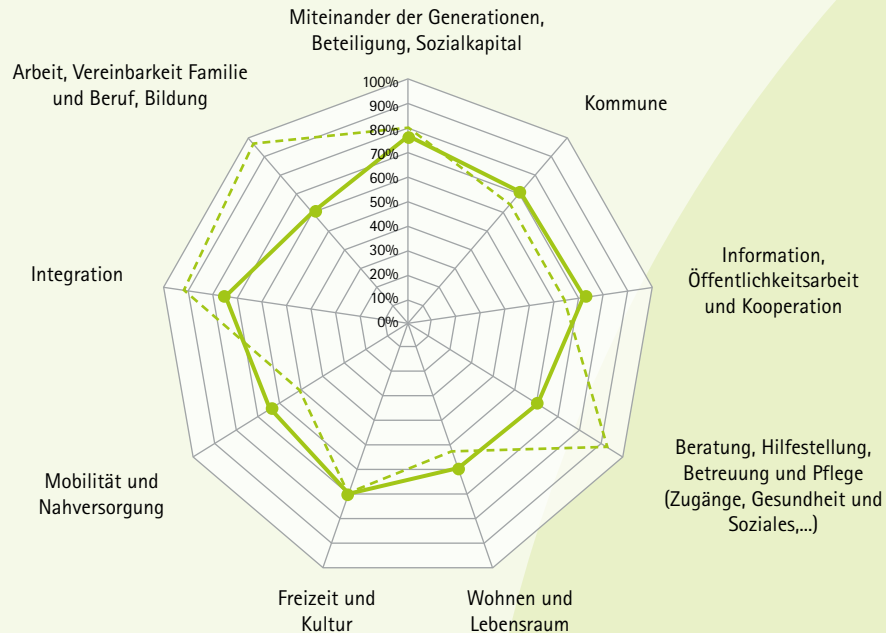 Miteinander der Generationen,
Beteiligung, Sozialkapital
Arbeit, Vereinbarkeit Familie
und Beruf, Bildung
Kommune
100%
90%
80%
70%
60%
50%
40%
30%
20%
10%
0%
Integration
Information,
Öffentlichkeitsarbeit
und Kooperation
Mobilität und
Nahversorgung
Beratung, Hilfestellung,
Betreuung und Pflege
(Zugänge, Gesundheit und
Soziales,...)
Freizeit und
Kultur
Wohnen und
Lebensraum